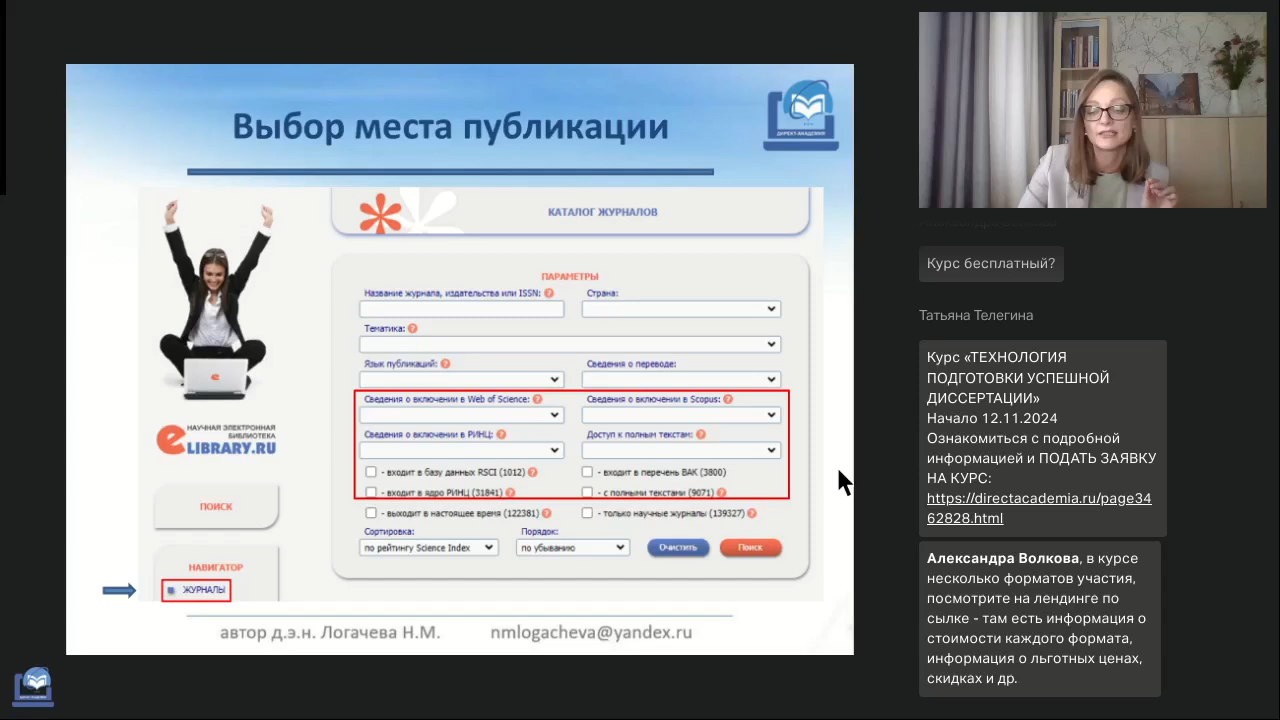 Выбор места публикации
ДИРЕКТ-АКАДЕМИЯ
КАТАЛОГ ЖУРНАЛОВ
ПАРАМЕТРЫ
Название журнала, издательства или ISSN: ?
Страна:
Тематика: ?
Язык публикаций: ?
Сведения о переводе:
Сведения о включении в Web of Science: ?
Сведения о включении в Scopus: ?
Сведения о включении в РИНЦ: ?
Доступ к полным текстам: ?
- входит в базу данных RSCI (1012) ?
- входит в перечень ВАК (3800)
- входит в ядро РИНЦ (31841) ?
- с полными текстами (9071) ?
- выходит в настоящее время (122381) ?
- только научные журналы (139327) ?
Сортировка:
Порядок:
по рейтингу Science Index
по убыванию
Очистить
Поиск
НАУЧНАЯ ЭЛЕКТРОННАЯ
БИБЛИОТЕКА
eLIBRARY.RU
ПОИСК
НАВИГАТОР
ЖУРНАЛЫ
автор д.э.н. Логачева Н.М.
nmlogacheva@yandex.ru
Курс бесплатный?
Татьяна Телегина
Курс «ТЕХНОЛОГИЯ
ПОДГОТОВКИ УСПЕШНОЙ
ДИССЕРТАЦИИ»
Начало 12.11.2024
Ознакомиться с подробной
информацией и ПОДАТЬ ЗАЯВКУ
НА КУРС:
https://directacademia.ru/page34
62828.html
Александра Волкова, в курсе
несколько форматов участия,
посмотрите на лендинге по
сылке - там есть информация о
стоимости каждого формата,
информация о льготных ценах,
скидках и др.